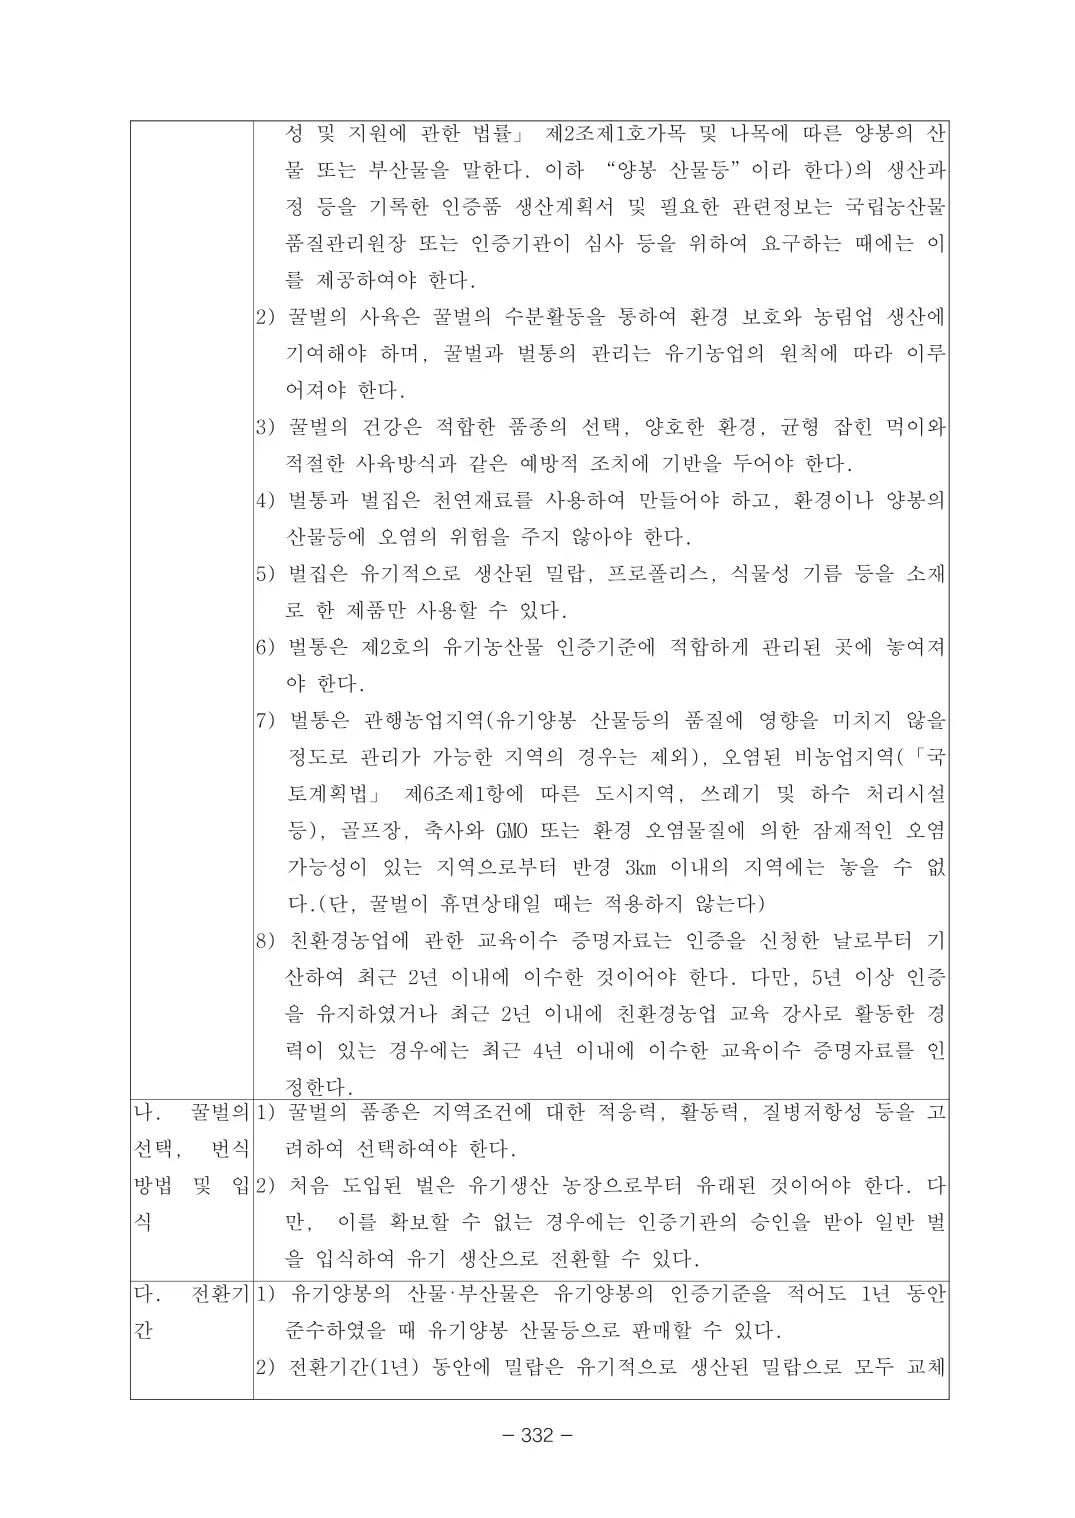 성 및 지원에 관한 법률」 제2조제1호가목 및 나목에 따른 양봉의 산
물 또는 부산물을 말한다. 이하 “양봉 산물등”이라 한다)의 생산과
정 등을 기록한 인증품 생산계획서 및 필요한 관련정보는 국립농산물
품질관리원장 또는 인증기관이 심사 등을 위하여 요구하는 때에는 이
를 제공하여야 한다.
2) 꿀벌의 사육은 꿀벌의 수분활동을 통하여 환경 보호와 농림업 생산에
기여해야 하며, 꿀벌과 벌통의 관리는 유기농업의 원칙에 따라 이루
어져야 한다.
3) 꿀벌의 건강은 적합한 품종의 선택, 양호한 환경, 균형 잡힌 먹이와
적절한 사육방식과 같은 예방적 조치에 기반을 두어야 한다.
4) 벌통과 벌집은 천연재료를 사용하여 만들어야 하고, 환경이나 양봉의
산물등에 오염의 위험을 주지 않아야 한다.
5) 벌집은 유기적으로 생산된 밀랍, 프로폴리스, 식물성 기름 등을 소재
로 한 제품만 사용할 수 있다.
6) 벌통은 제2호의 유기농산물 인증기준에 적합하게 관리된 곳에 놓여져
야 한다.
7) 벌통은 관행농업지역(유기양봉 산물등의 품질에 영향을 미치지 않을
정도로 관리가 가능한 지역의 경우는 제외), 오염된 비농업지역(「국
토계획법」 제6조제1항에 따른 도시지역, 쓰레기 및 하수 처리시설
등), 골프장, 축사와 GMO 또는 환경 오염물질에 의한 잠재적인 오염
가능성이 있는 지역으로부터 반경 3km 이내의 지역에는 놓을 수 없
다.(단, 꿀벌이 휴면상태일 때는 적용하지 않는다)
8) 친환경농업에 관한 교육이수 증명자료는 인증을 신청한 날로부터 기
산하여 최근 2년 이내에 이수한 것이어야 한다. 다만, 5년 이상 인증
을 유지하였거나 최근 2년 이내에 친환경농업 교육 강사로 활동한 경
력이 있는 경우에는 최근 4년 이내에 이수한 교육이수 증명자료를 인
정한다.
나. 꿀벌의
선택, 번식
방법 및 입
식
1) 꿀벌의 품종은 지역조건에 대한 적응력, 활동력, 질병저항성 등을 고
려하여 선택하여야 한다.
2) 처음 도입된 벌은 유기생산 농장으로부터 유래된 것이어야 한다. 다
만, 이를 확보할 수 없는 경우에는 인증기관의 승인을 받아 일반 벌
을 입식하여 유기 생산으로 전환할 수 있다.
다. 전환기
간
1) 유기양봉의 산물·부산물은 유기양봉의 인증기준을 적어도 1년 동안
준수하였을 때 유기양봉 산물등으로 판매할 수 있다.
2) 전환기간(1년) 동안에 밀랍은 유기적으로 생산된 밀랍으로 모두 교체
- 332 -